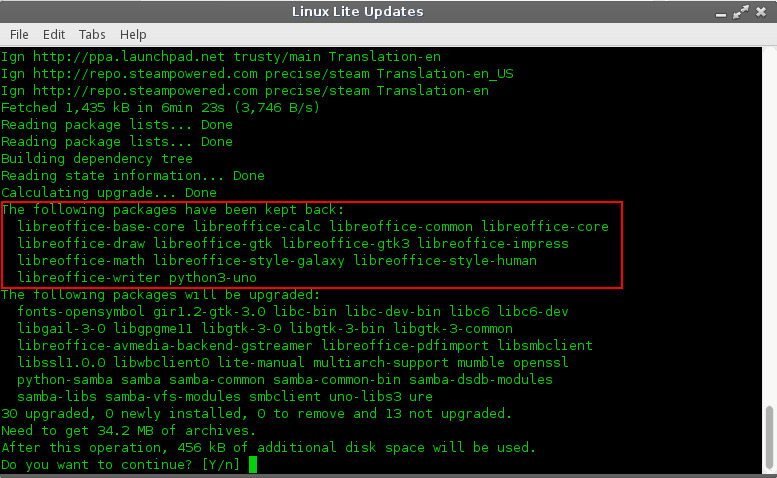 Linux Lite Updates
File Edit Tabs Help
Ign http://ppa.launchpad.net trusty/main Translation-en
Ign http://repo.steampowered.com precise/steam Translation-en_US
Ign http://repo.steampowered.com precise/steam Translation-en
Fetched 1,435 kB in 6min 23s (3,746 B/s)
Reading package lists... Done
Reading package lists... Done
Building dependency tree
Reading state information... Done
Calculating upgrade... Done
The following packages have been kept back:
libreoffice-base-core libreoffice-calc libreoffice-common libreoffice-core
libreoffice-draw libreoffice-gtk libreoffice-gtk3 libreoffice-impress
libreoffice-math libreoffice-style-galaxy libreoffice-style-human
libreoffice-writer python3-uno
The following packages will be upgraded:
fonts-opensymbol gir1.2-gtk-3.0 libc-bin libc-dev-bin libc6 libc6-dev
libgail-3-0 libgpgme11 libgtk-3-0 libgtk-3-bin libgtk-3-common
libreoffice-avmedia-backend-gstreamer libreoffice-pdfimport libsmbclient
libssl1.0.0 libwbclient0 lite-manual multiarch-support mumble openssl
python-samba samba samba-common samba-common-bin samba-dsdb-modules
samba-libs samba-vfs-modules smbclient uno-libs3 ure
30 upgraded, 0 newly installed, 0 to remove and 13 not upgraded.
Need to get 34.2 MB of archives.
After this operation, 456 kB of additional disk space will be used.
Do you want to continue? [Y/n]